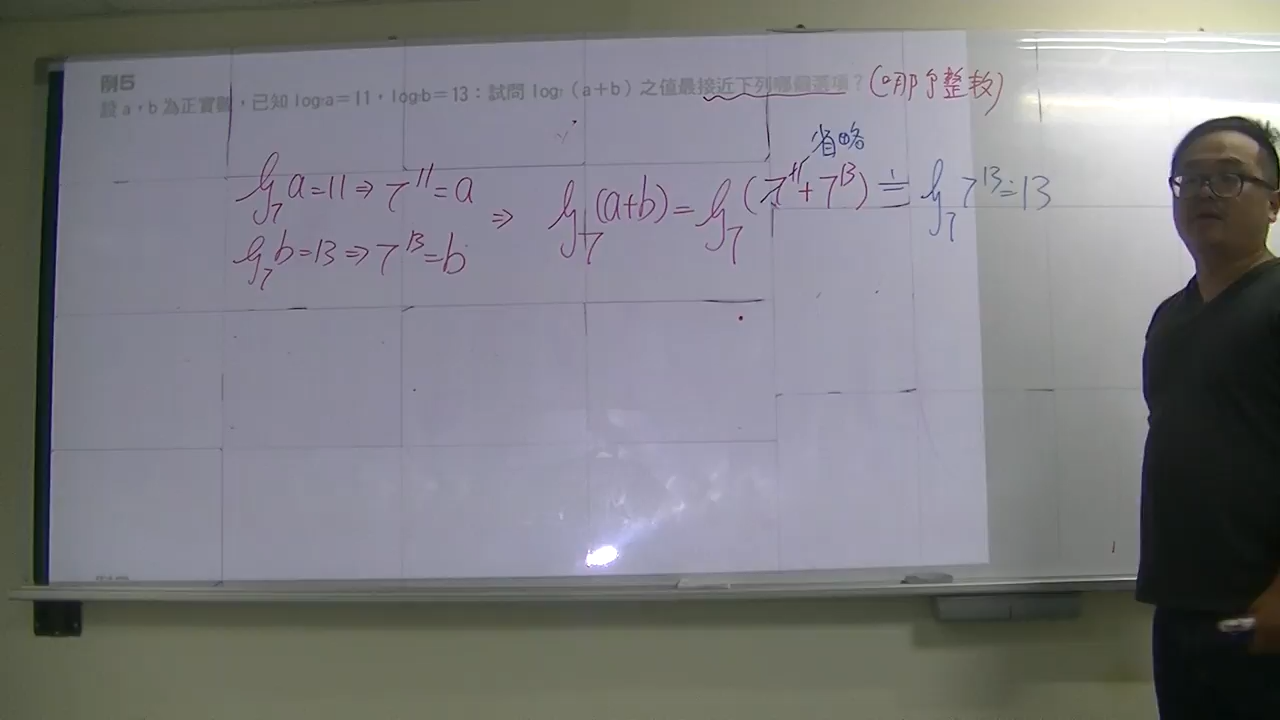 例5
設 a,b 為正實數,已知 log₇a=11,log₇b=13:試問 log₇(a+b) 之值最接近下列哪個選項?(哪個整數)
省略
log₇a=11⇒7¹¹=a
log₇b=13⇒7¹³=b
⇒ log₇(a+b)=log₇(7¹¹+7¹³)≒log₇7¹³=13